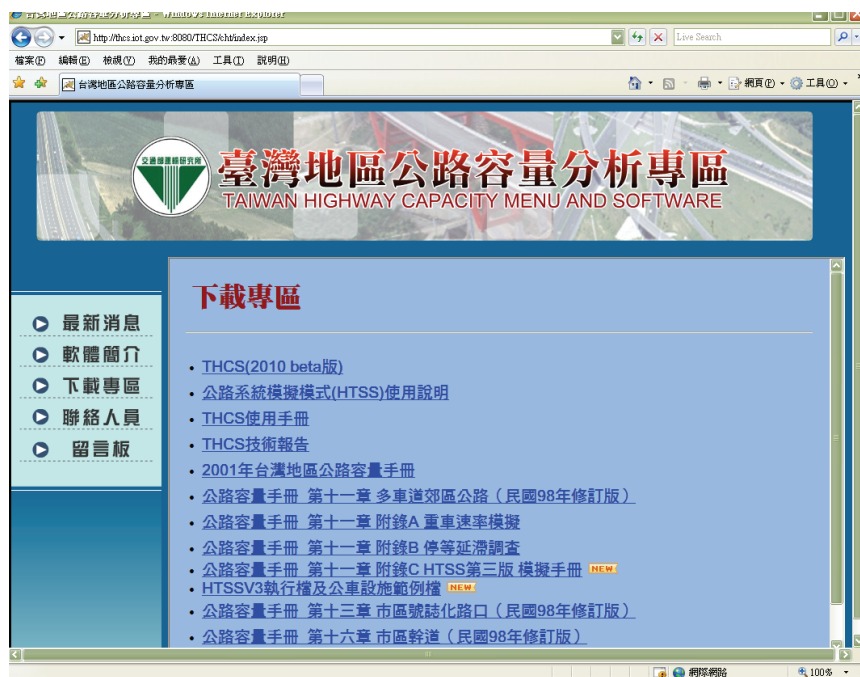 台灣地區公路容量分析專區 - Windows Internet Explorer
http://thcs.iot.gov.tw:8080/THCS/cht/index.jsp
Live Search
檔案(F) 編輯(E) 檢視(V) 我的最愛(A) 工具(T) 說明(H)
台灣地區公路容量分析專區
網頁(P) 工具(O)
交通部運輸研究所
臺灣地區公路容量分析專區
TAIWAN HIGHWAY CAPACITY MENU AND SOFTWARE
最新消息
軟體簡介
下載專區
聯絡人員
留言板
下載專區
THCS(2010 beta版)
公路系統模擬模式(HTSS)使用說明
THCS使用手冊
THCS技術報告
2001年台灣地區公路容量手冊
公路容量手冊 第十一章 多車道郊區公路（民國98年修訂版）
公路容量手冊 第十一章 附錄A 重車速率模擬
公路容量手冊 第十一章 附錄B 停等延滯調查
公路容量手冊 第十一章 附錄C HTSS第三版 模擬手冊 NEW
HTSSV3執行檔及公車設施範例檔 NEW
公路容量手冊 第十三章 市區號誌化路口（民國98年修訂版）
公路容量手冊 第十六章 市區幹道（民國98年修訂版）
網際網路
100%